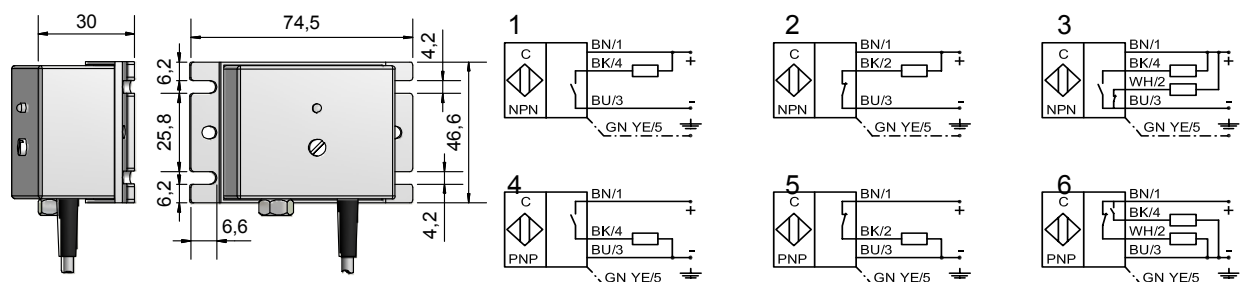 30
74,5
4,2
6,2
25,8
6,2
6,6
46,6
4,2
1
C
NPN
BN/1
BK/4
BU/3
GN YE/5
+
-
2
C
NPN
BN/1
BK/2
BU/3
GN YE/5
+
-
3
C
NPN
BN/1
BK/4
WH/2
BU/3
GN YE/5
+
-
4
C
PNP
BN/1
BK/4
BU/3
GN YE/5
+
-
5
C
PNP
BN/1
BK/2
BU/3
GN YE/5
+
-
6
C
PNP
BN/1
BK/4
WH/2
BU/3
GN YE/5
+
-